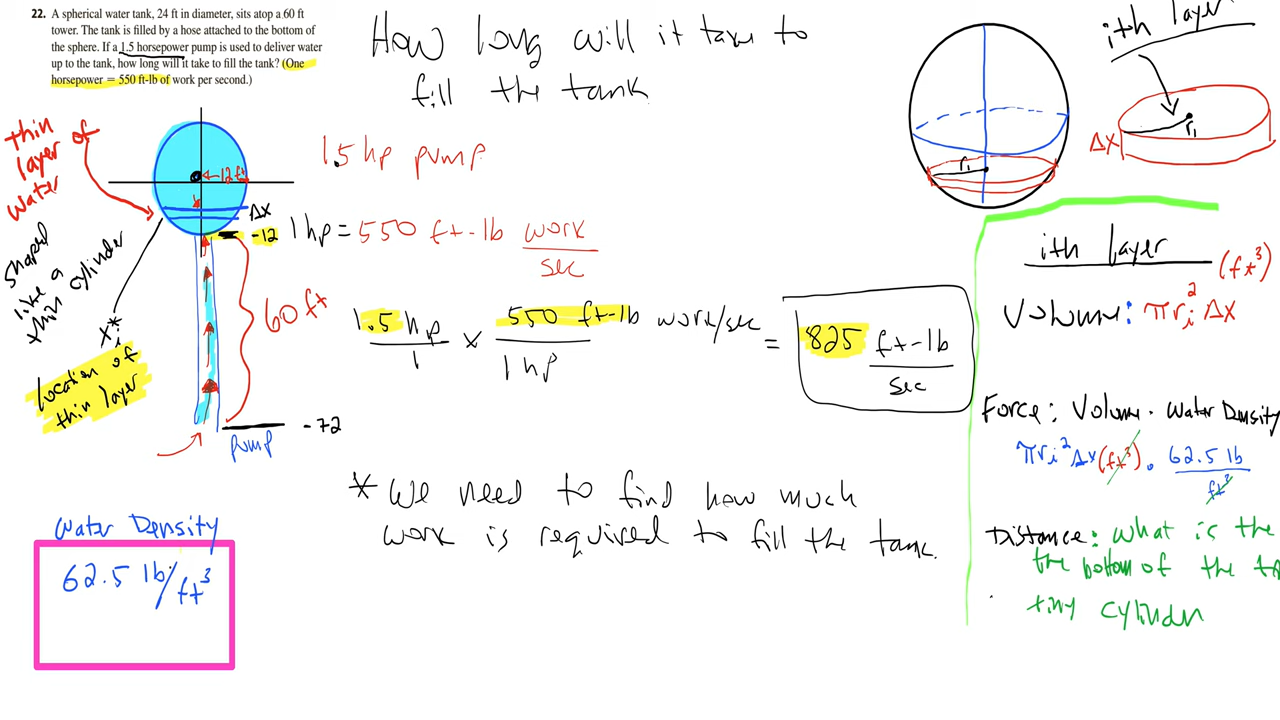 22. A spherical water tank, 24 ft in diameter, sits atop a 60 ft
tower. The tank is filled by a hose attached to the bottom of
the sphere. If a 1.5 horsepower pump is used to deliver water
up to the tank, how long will it take to fill the tank? (One
horsepower = 550 ft-lb of work per second.)
How long will it take to
fill the tank
ith layer
r₁
Δx
r₁
thin
layer of
water
←12ft
Δx
-12
shaped
like a
thin cylinder
xᵢ*
location of
thin layer
60 ft
-72
pump
1.5 hp pump
1 hp = 550 ft-lb work
sec
1.5 hp / 1 × 550 ft-lb / 1 hp work/sec = 825 ft-lb / sec
* We need to find how much
work is required to fill the tank.
Water Density
62.5 lb/ft³
ith layer
(ft³)
Volume: πrᵢ²Δx
Force: Volume · Water Density
πrᵢ²Δx(ft³) · 62.5 lb / ft³
Distance: What is the
the bottom of the
tiny cylinder